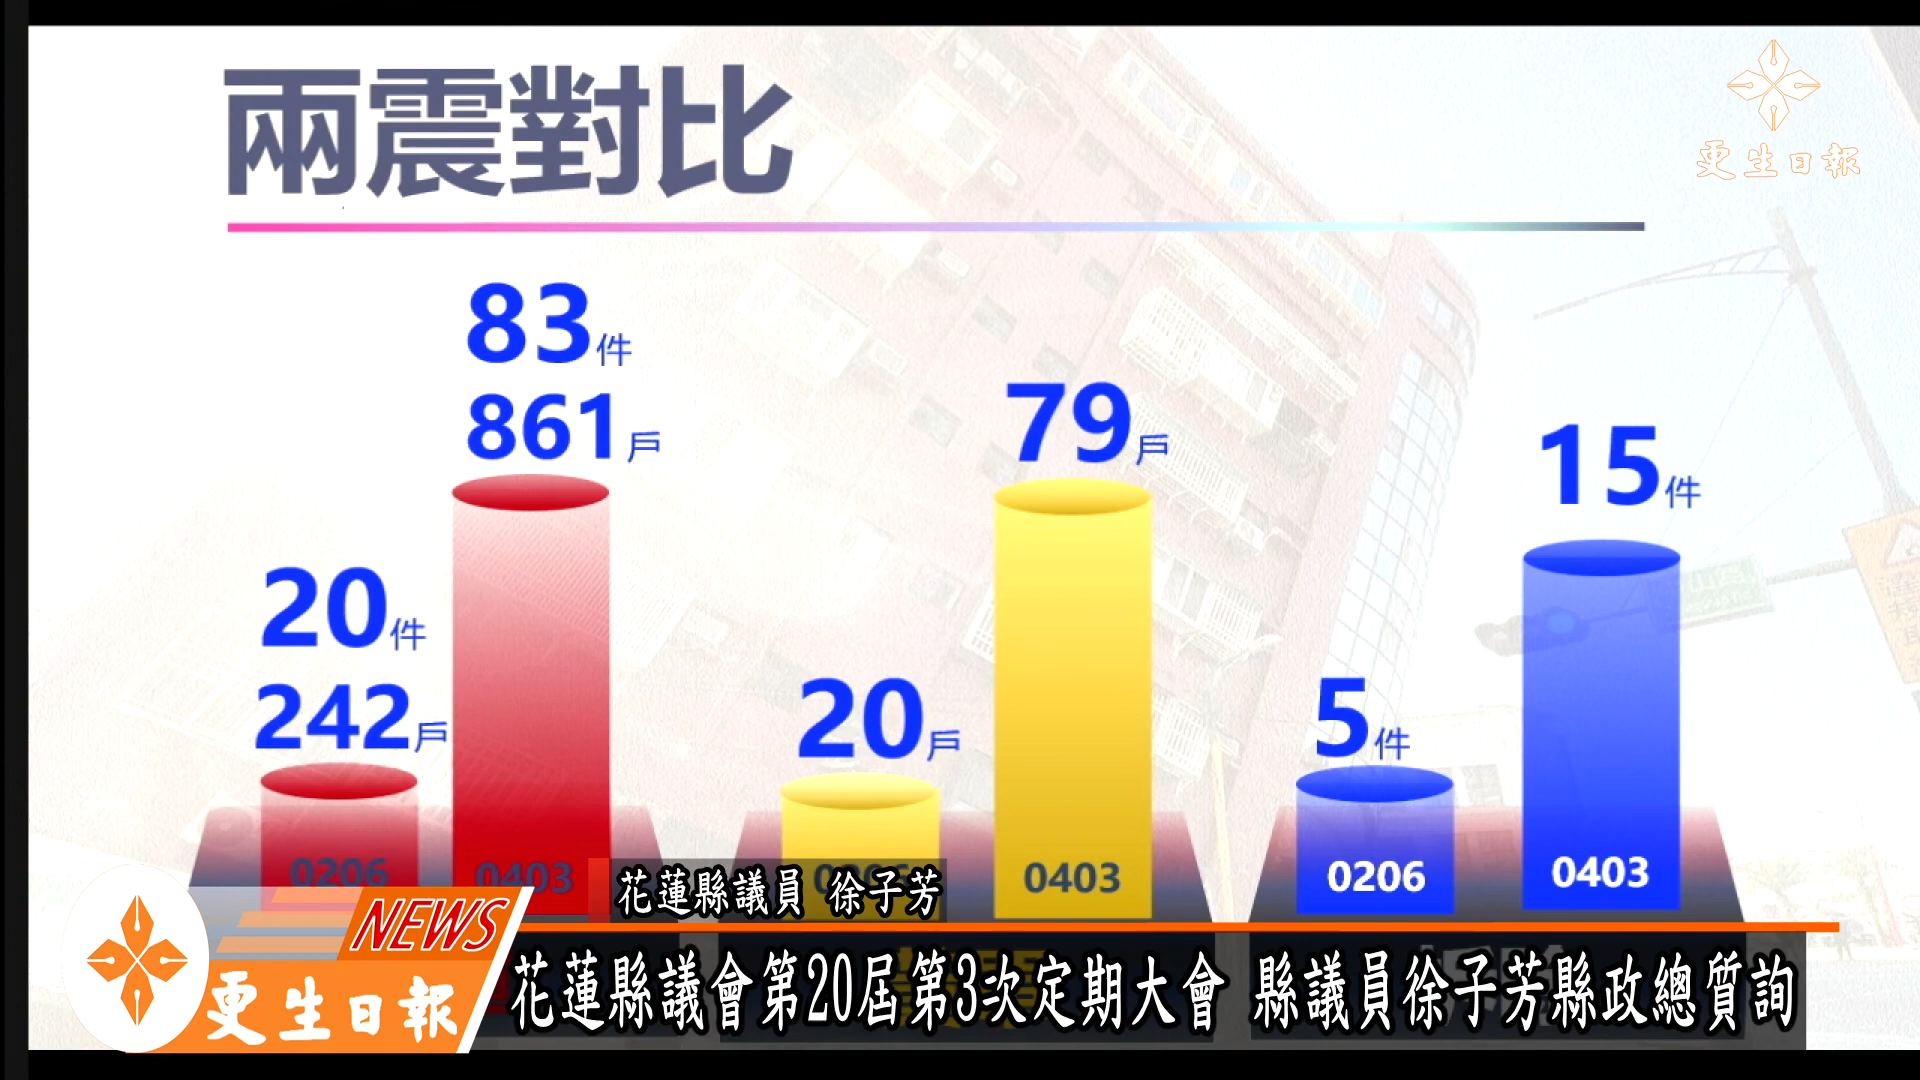 兩震對比
更生日報
83件
861戶
79戶
15件
20件
242戶
20戶
5件
0206
0403
0206
0403
0206
0403
花蓮縣議員 徐子芳
NEWS
更生日報
花蓮縣議會第20屆第3次定期大會 縣議員徐子芳縣政總質詢